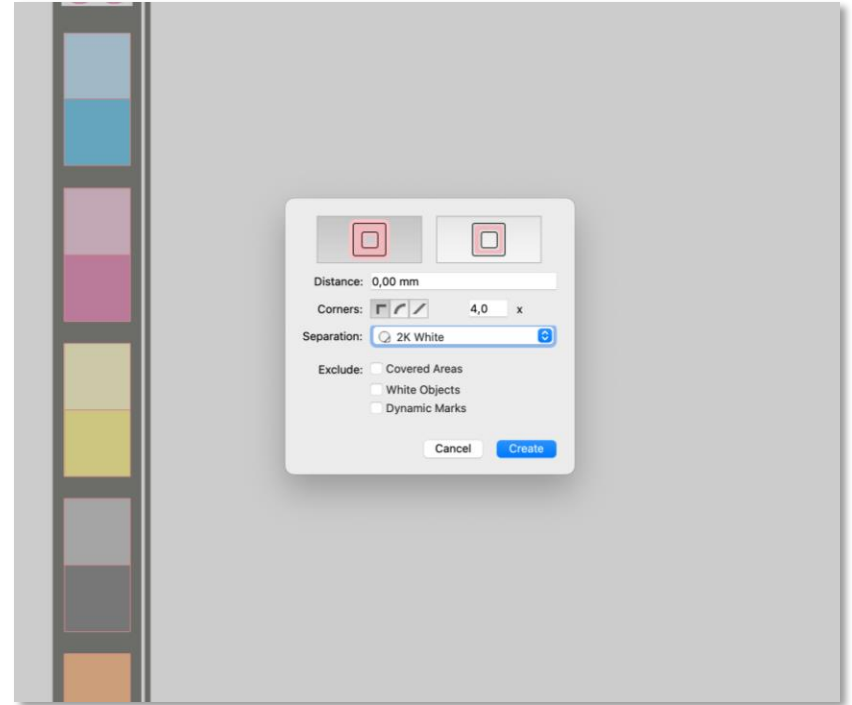 Distance: 0,00 mm
Corners: 4,0 x
Separation: 2K White
Exclude: Covered Areas
White Objects
Dynamic Marks
Cancel Create